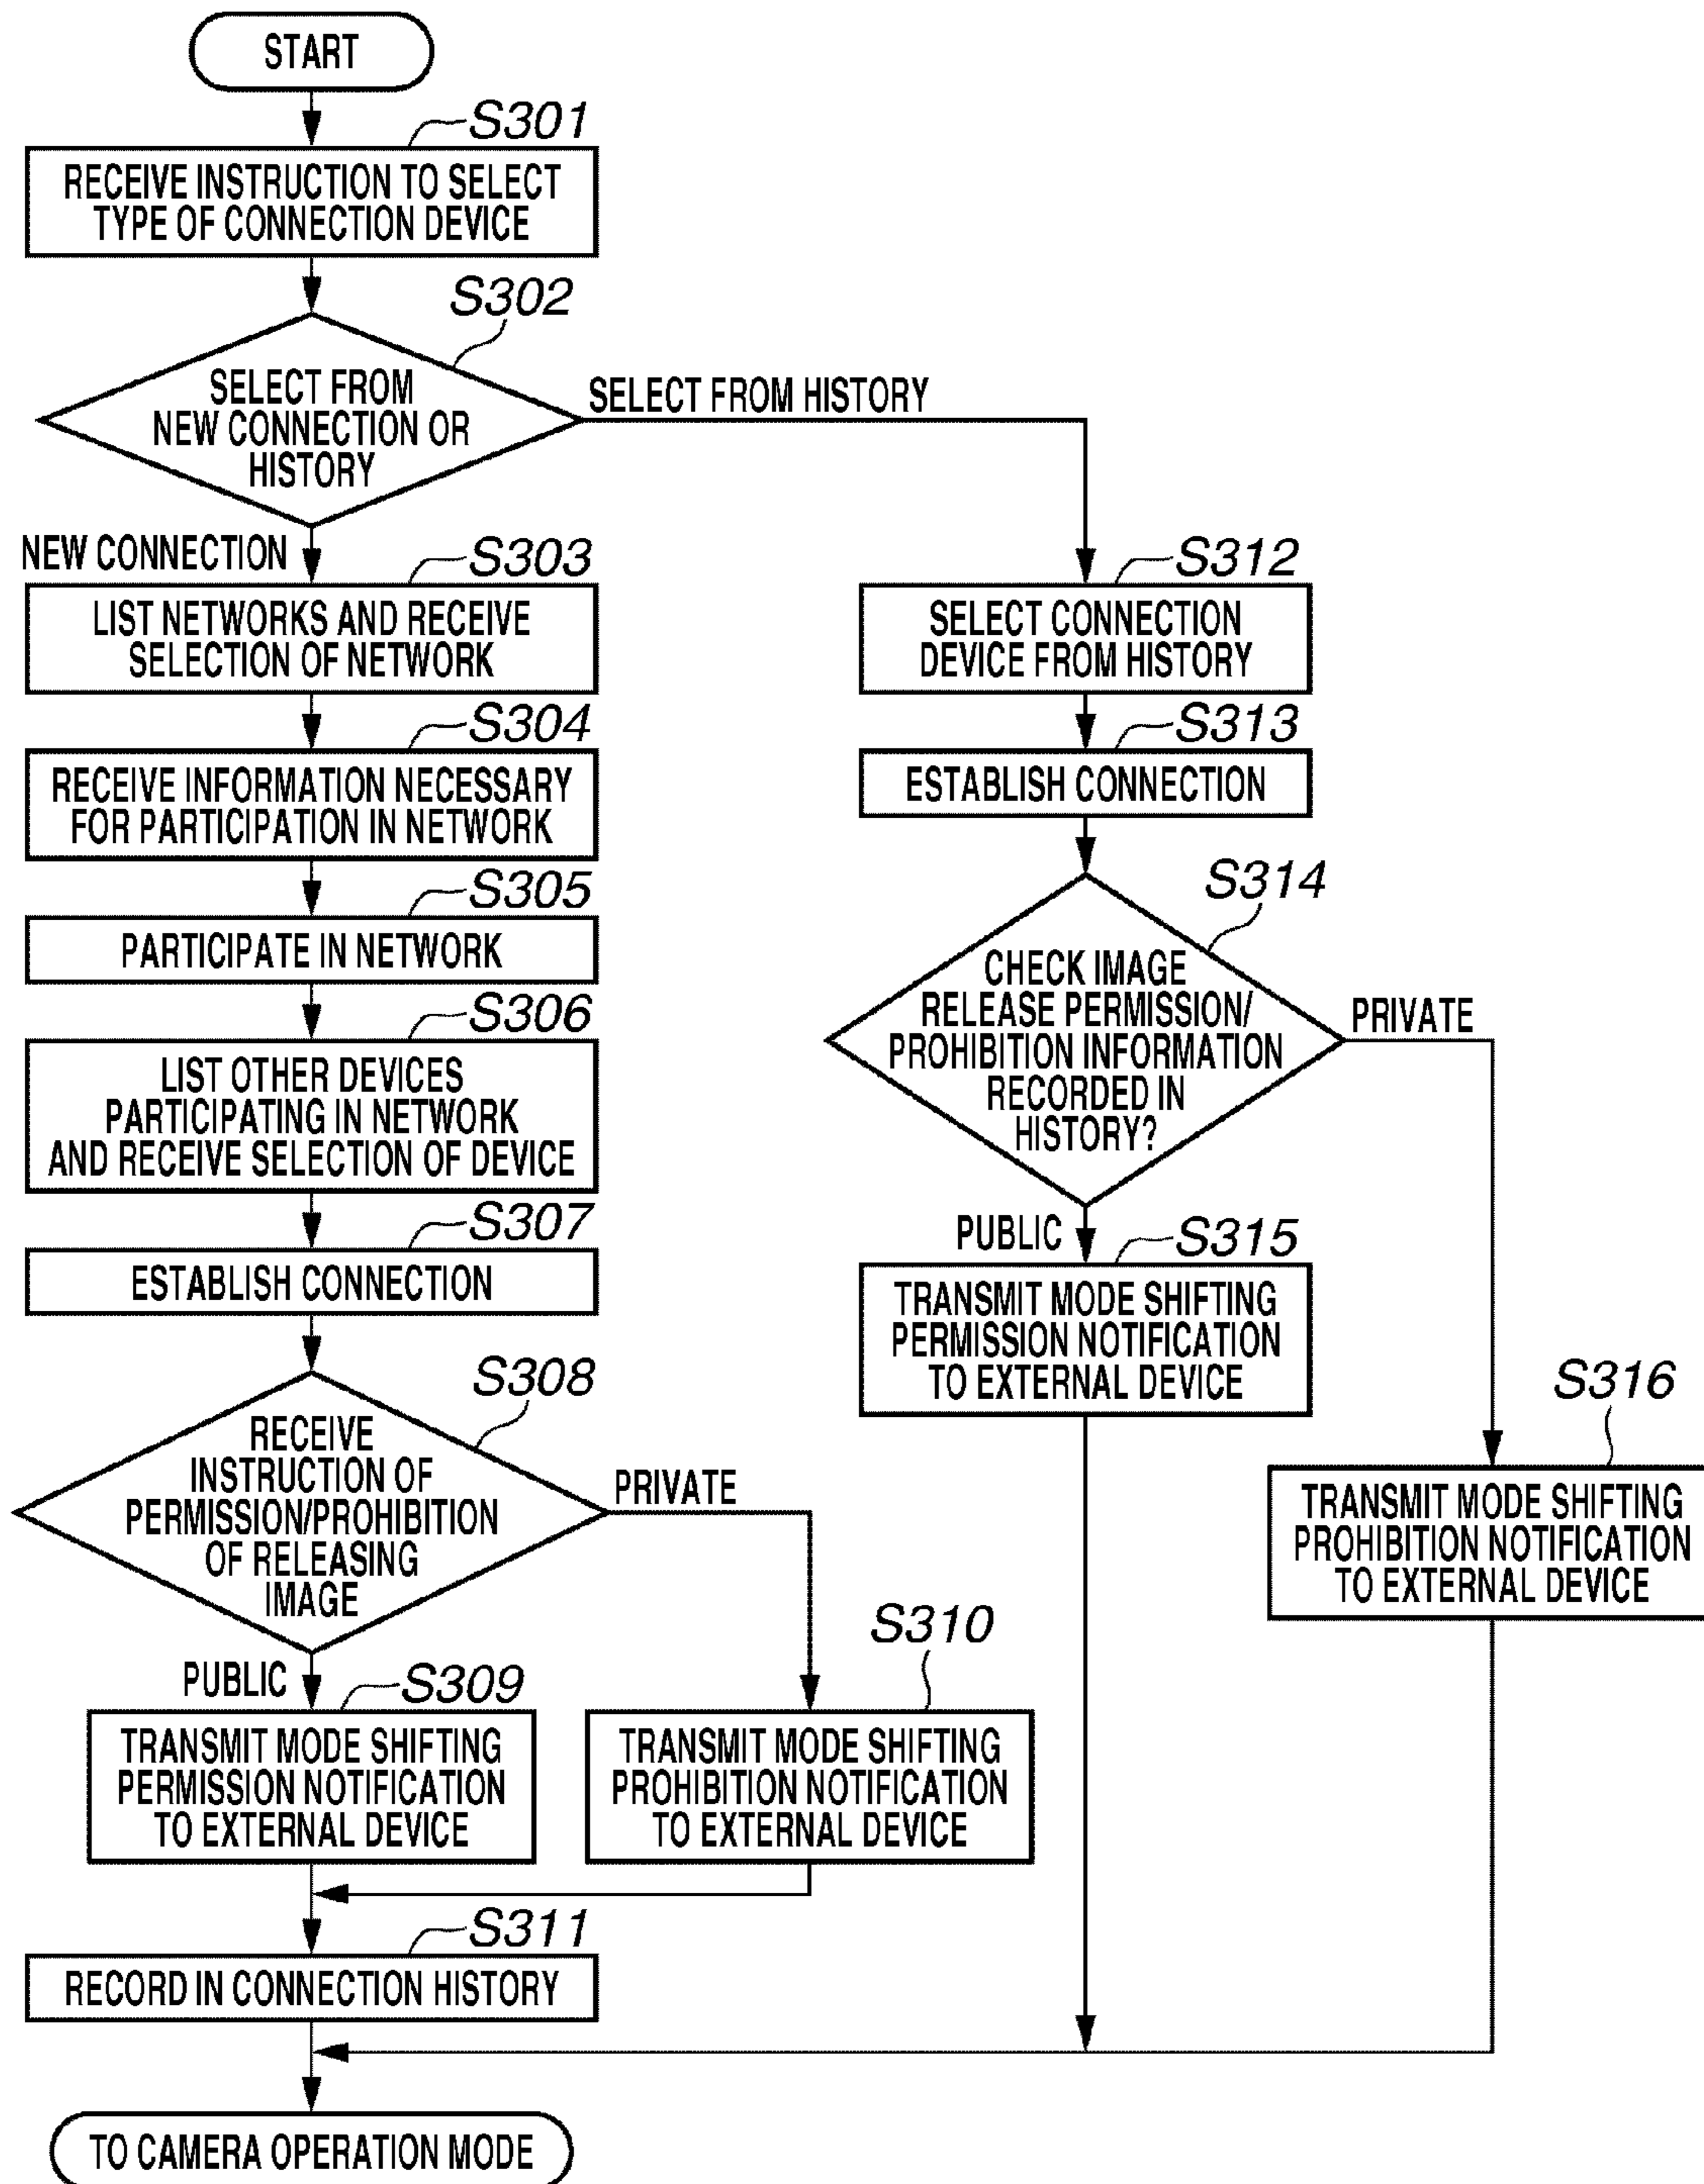 START
S301
RECEIVE INSTRUCTION TO SELECT
TYPE OF CONNECTION DEVICE
S302
SELECT FROM
NEW CONNECTION OR
HISTORY
SELECT FROM HISTORY
NEW CONNECTION
S303
LIST NETWORKS AND RECEIVE
SELECTION OF NETWORK
S304
RECEIVE INFORMATION NECESSARY
FOR PARTICIPATION IN NETWORK
S305
PARTICIPATE IN NETWORK
S306
LIST OTHER DEVICES
PARTICIPATING IN NETWORK
AND RECEIVE SELECTION OF DEVICE
S307
ESTABLISH CONNECTION
S308
RECEIVE
INSTRUCTION OF
PERMISSION/PROHIBITION
OF RELEASING
IMAGE
PRIVATE
PUBLIC
S309
TRANSMIT MODE SHIFTING
PERMISSION NOTIFICATION
TO EXTERNAL DEVICE
S310
TRANSMIT MODE SHIFTING
PROHIBITION NOTIFICATION
TO EXTERNAL DEVICE
S311
RECORD IN CONNECTION HISTORY
S312
SELECT CONNECTION
DEVICE FROM HISTORY
S313
ESTABLISH CONNECTION
S314
CHECK IMAGE
RELEASE PERMISSION/
PROHIBITION INFORMATION
RECORDED IN
HISTORY?
PRIVATE
PUBLIC
S315
TRANSMIT MODE SHIFTING
PERMISSION NOTIFICATION
TO EXTERNAL DEVICE
S316
TRANSMIT MODE SHIFTING
PROHIBITION NOTIFICATION
TO EXTERNAL DEVICE
TO CAMERA OPERATION MODE